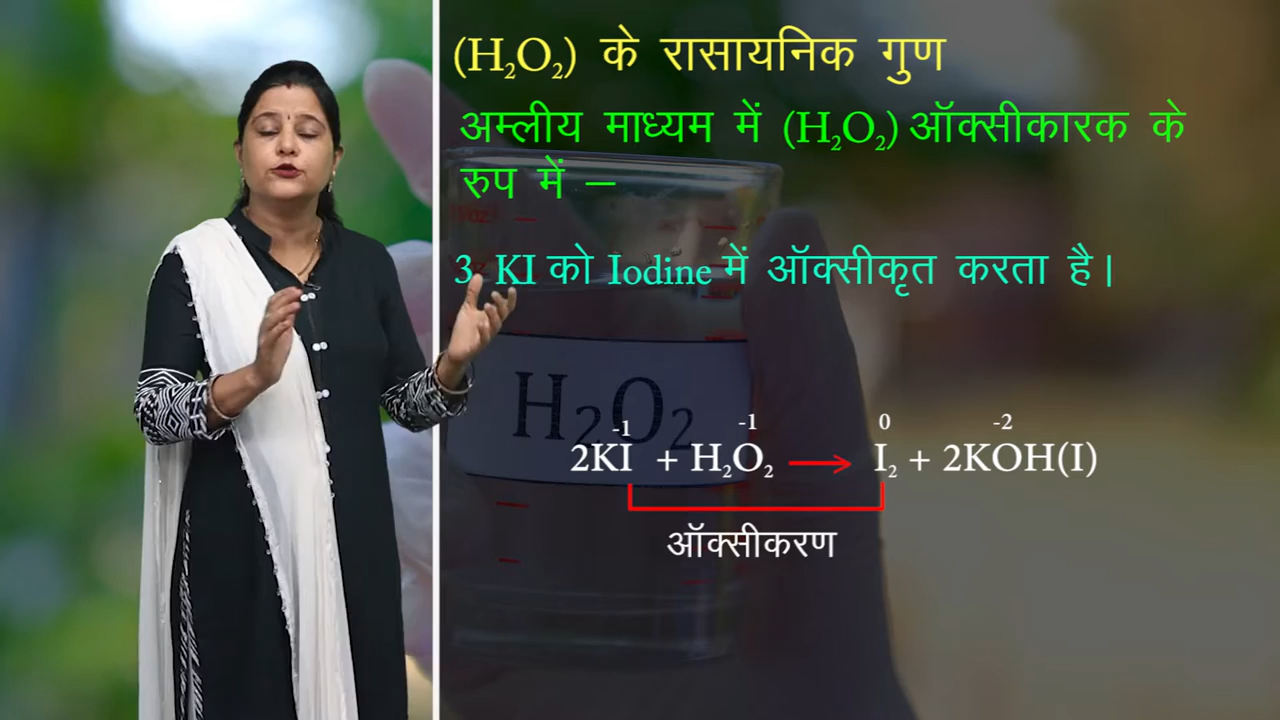 (H₂O₂) के रासायनिक गुण
अम्लीय माध्यम में (H₂O₂) ऑक्सीकारक के
रुप में –
3. KI को Iodine में ऑक्सीकृत करता है।
H₂O₂
-1 -1 0 -2
2KI + H₂O₂ → I₂ + 2KOH(I)
ऑक्सीकरण